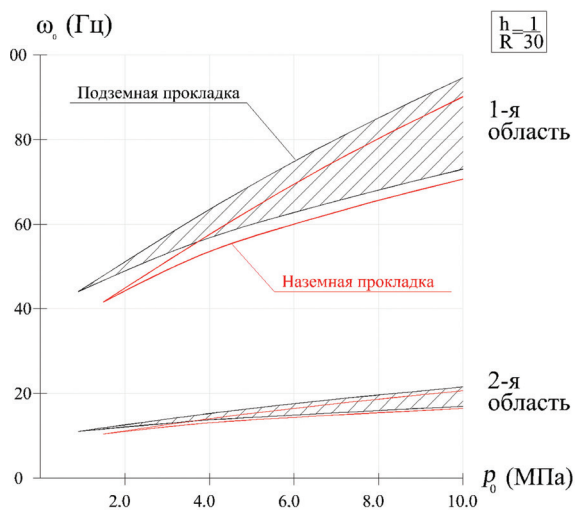 ω₀ (Гц)
h
R
=
1
30
00
Подземная прокладка
1-я
область
80
60
Наземная прокладка
40
2-я
область
20
0
p₀ (МПа)
2.0 4.0 6.0 8.0 10.0